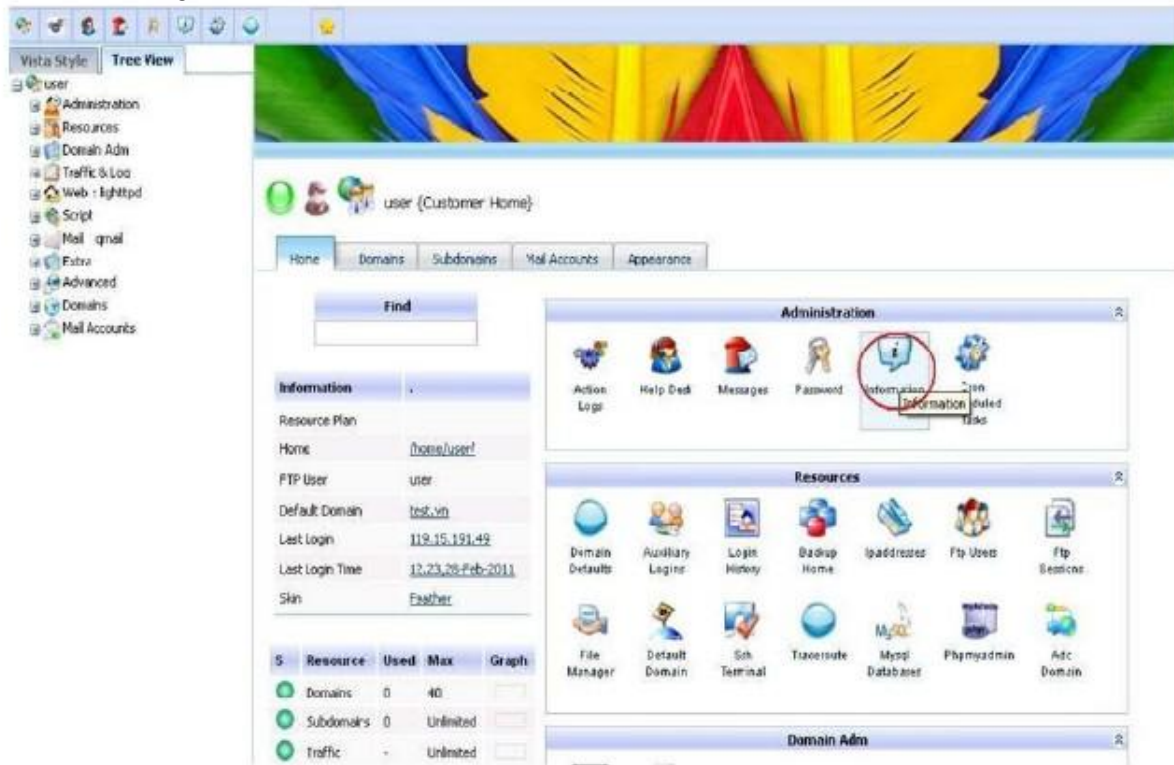 Vista Style Tree View
user
Administration
Resources
Domain Adm
Traffic & Log
Web : lighttpd
Script
Mail qmail
Extra
Advanced
Domains
Mail Accounts
user {Customer Home}
Home Domains Subdomains Mail Accounts Appearance
Find
Information .
Resource Plan
Home /home/user/
FTP User user
Default Domain test.vn
Last Login 119.15.191.49
Last Login Time 12,23,28-Feb-2011
Skin Feather
S Resource Used Max Graph
Domains 0 40
Subdomains 0 Unlimited
Traffic - Unlimited
Administration
Action Help Desk Messages Password Information Cron
Logs Information duled
Tasks
Resources
Domain Auxiliary Login Backup Ipaddresses Ftp Users Ftp
Defaults Logins History Home Sessions
File Default Ssh Traceroute Mysql Phpmyadmin
Manager Domain Terminal Databases Domain
Domain Adm